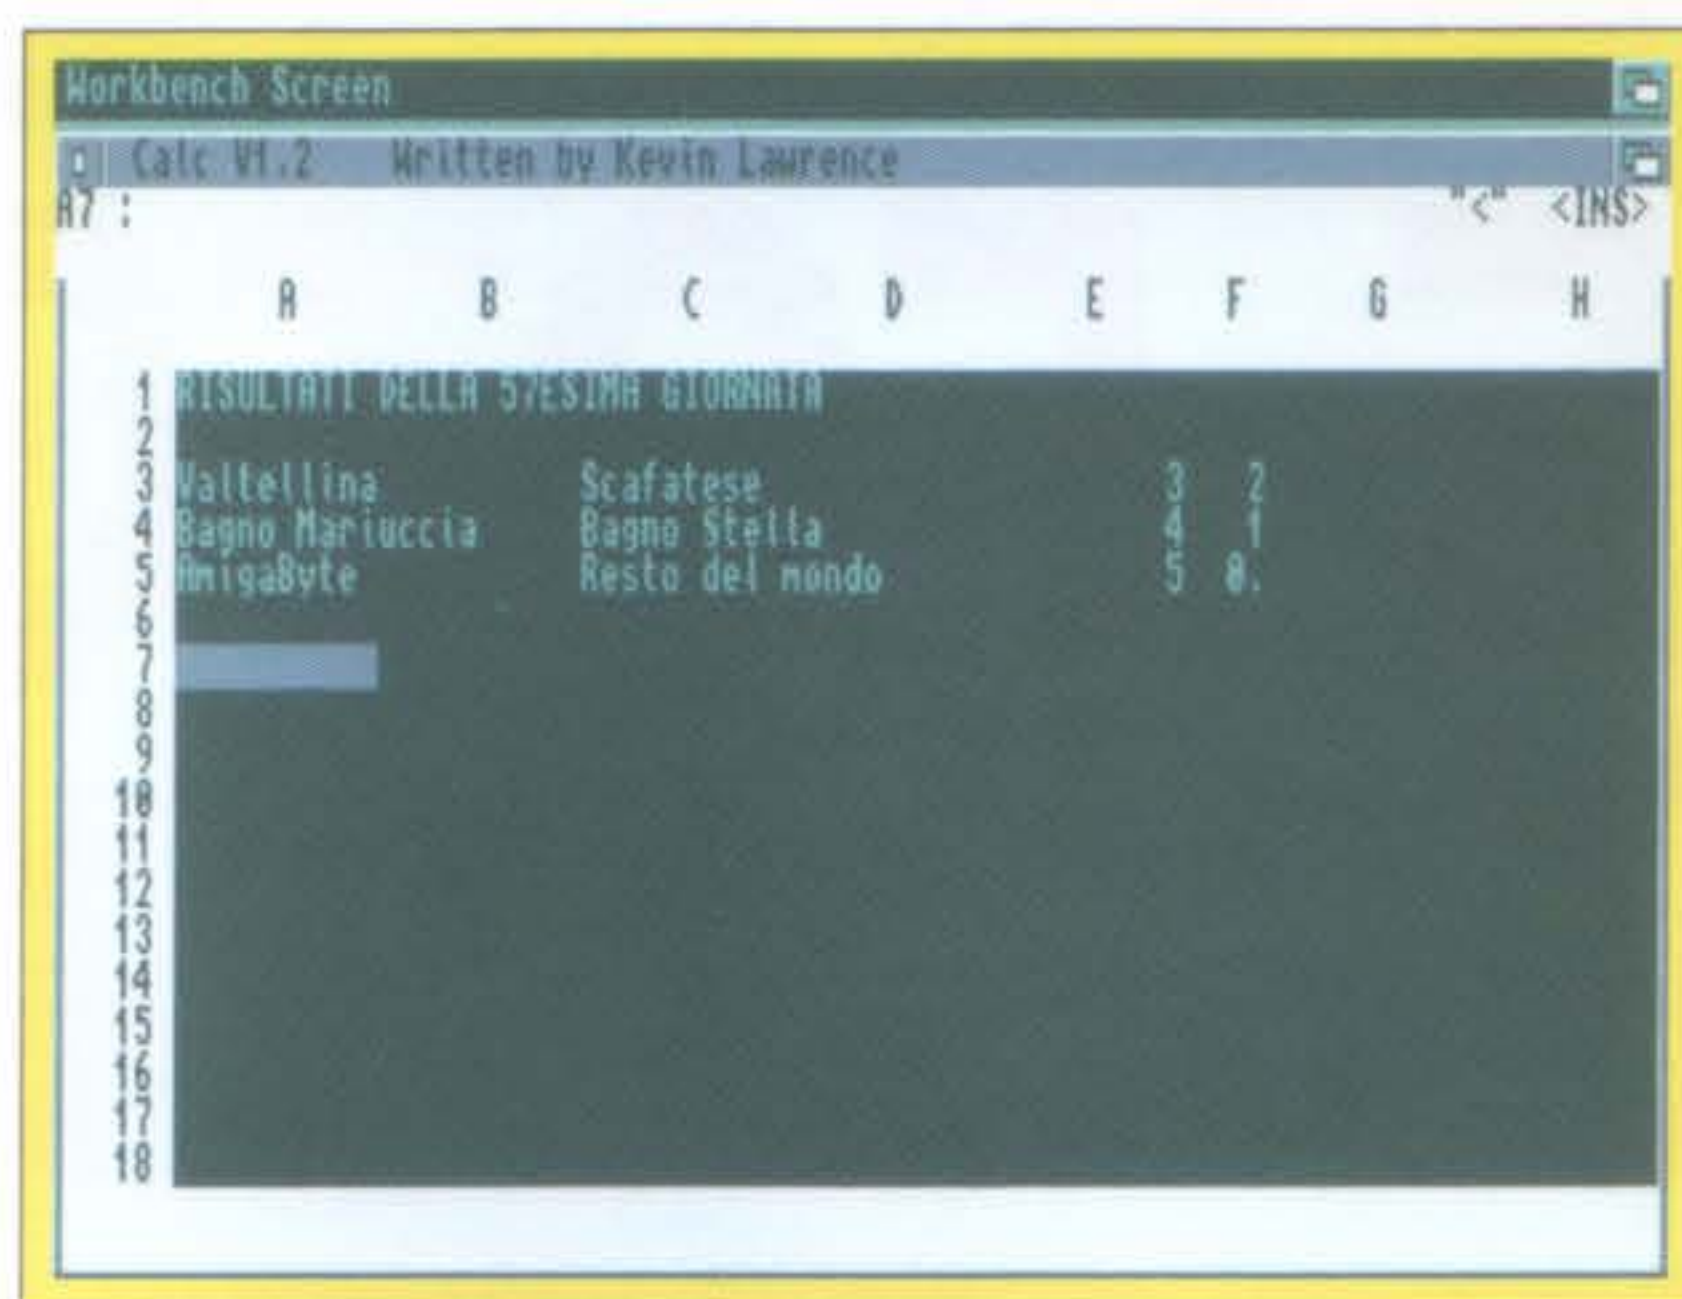 Workbench Screen
Calc V1.2 Written by Kevin Lawrence
A7 : "<" <INS>
A B C D E F G H
1 RISULTATI DELLA GIORNATA
2
3 Valtellina Scafatese 3 2
4 Bagno Mariuccia Bagno Stella 4 1
5 AmigaByte Resto del mondo 5 0.
6
7
8
9
10
11
12
13
14
15
16
17
18